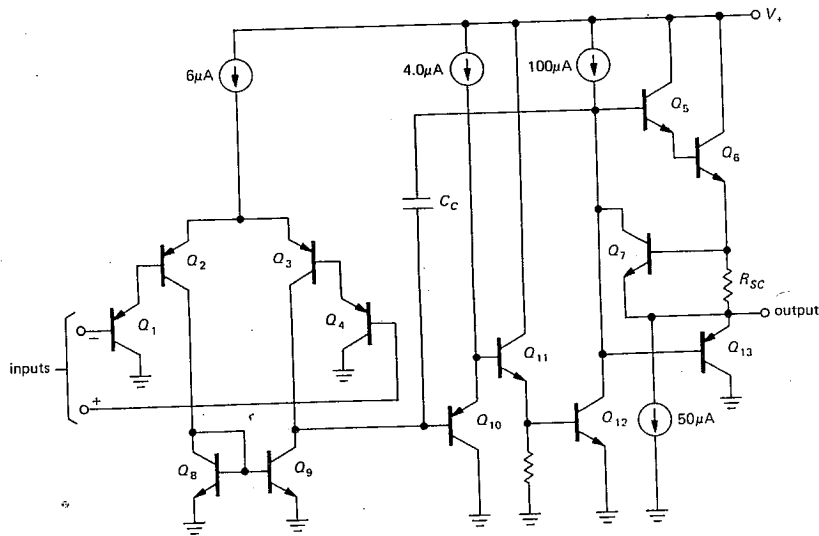 V+
6μA
4.0μA
100μA
Q5
Q6
CC
Q2
Q3
Q7
RSC
Q1
Q4
output
−
Q11
Q13
inputs
+
Q10
Q12
50μA
Q8
Q9